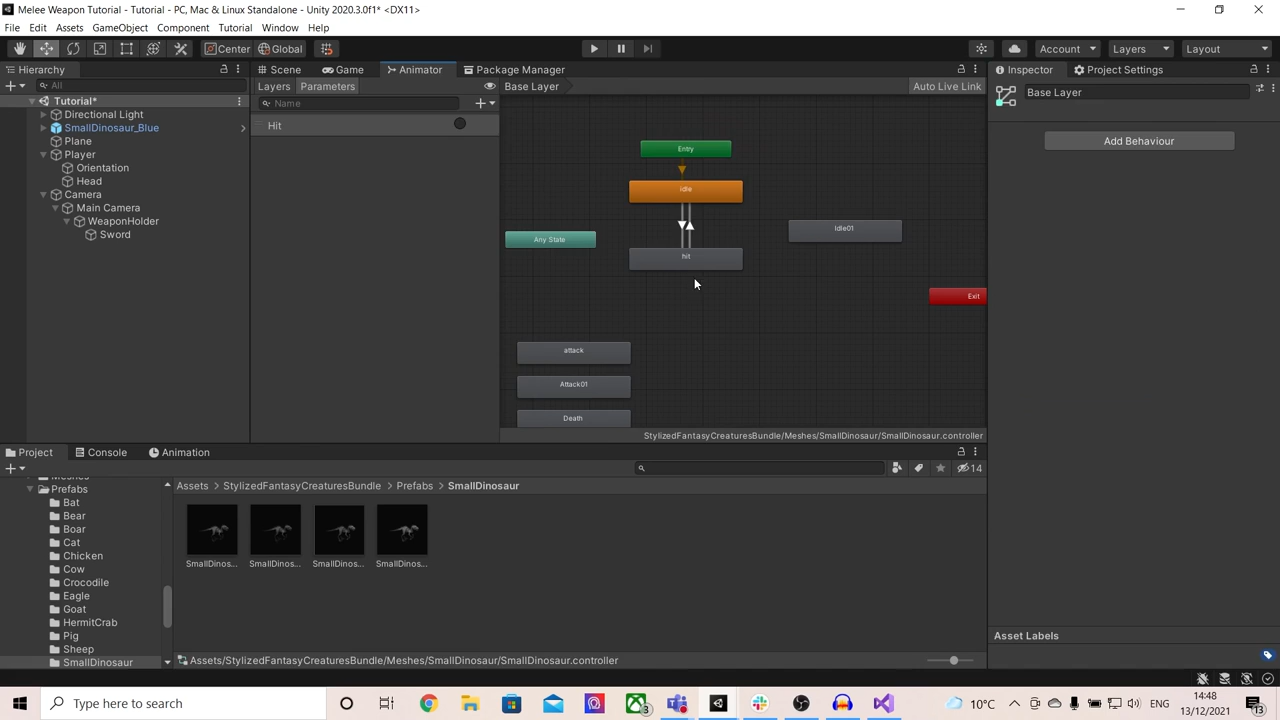 Melee Weapon Tutorial - Tutorial - PC, Mac & Linux Standalone - Unity 2020.3.0f1* <DX11>
File Edit Assets GameObject Component Tutorial Window Help
Center Global Account Layers Layout
Hierarchy Scene Game Animator Package Manager Inspector Project Settings
All Layers Parameters Base Layer Auto Live Link Base Layer
Name
Tutorial*
Directional Light
SmallDinosaur_Blue
Plane
Player
Orientation
Head
Camera
Main Camera
WeaponHolder
Sword
Hit
Entry
idle
Idle01
Any State
hit
Exit
attack
Attack01
Death
StylizedFantasyCreaturesBundle/Meshes/SmallDinosaur/SmallDinosaur.controller
Add Behaviour
Asset Labels
Project Console Animation
14
Prefabs
Bat
Bear
Boar
Cat
Chicken
Cow
Crocodile
Eagle
Goat
HermitCrab
Pig
Sheep
SmallDinosaur
Assets > StylizedFantasyCreaturesBundle > Prefabs > SmallDinosaur
SmallDinos... SmallDinos... SmallDinos... SmallDinos...
Assets/StylizedFantasyCreaturesBundle/Meshes/SmallDinosaur/SmallDinosaur.controller
Type here to search
3
10°C
ENG
14:48
13/12/2021
13